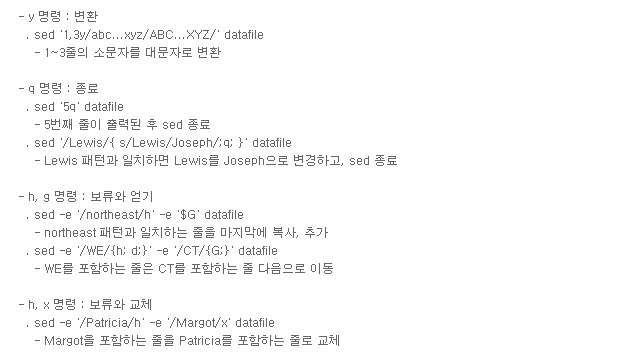 - y 명령 : 변환
. sed '1,3y/abc...xyz/ABC...XYZ/' datafile
- 1~3줄의 소문자를 대문자로 변환
- q 명령 : 종료
. sed '5q' datafile
- 5번째 줄이 출력된 후 sed 종료
. sed '/Lewis/{ s/Lewis/Joseph/;q; }' datafile
- Lewis 패턴과 일치하면 Lewis를 Joseph으로 변경하고, sed 종료
- h, g 명령 : 보류와 얻기
. sed -e '/northeast/h' -e '$G' datafile
- northeast 패턴과 일치하는 줄을 마지막에 복사, 추가
. sed -e '/WE/{h; d;}' -e '/CT/{G;}' datafile
- WE를 포함하는 줄은 CT를 포함하는 줄 다음으로 이동
- h, x 명령 : 보류와 교체
. sed -e '/Patricia/h' -e '/Margot/x' datafile
- Margot을 포함하는 줄을 Patricia를 포함하는 줄로 교체